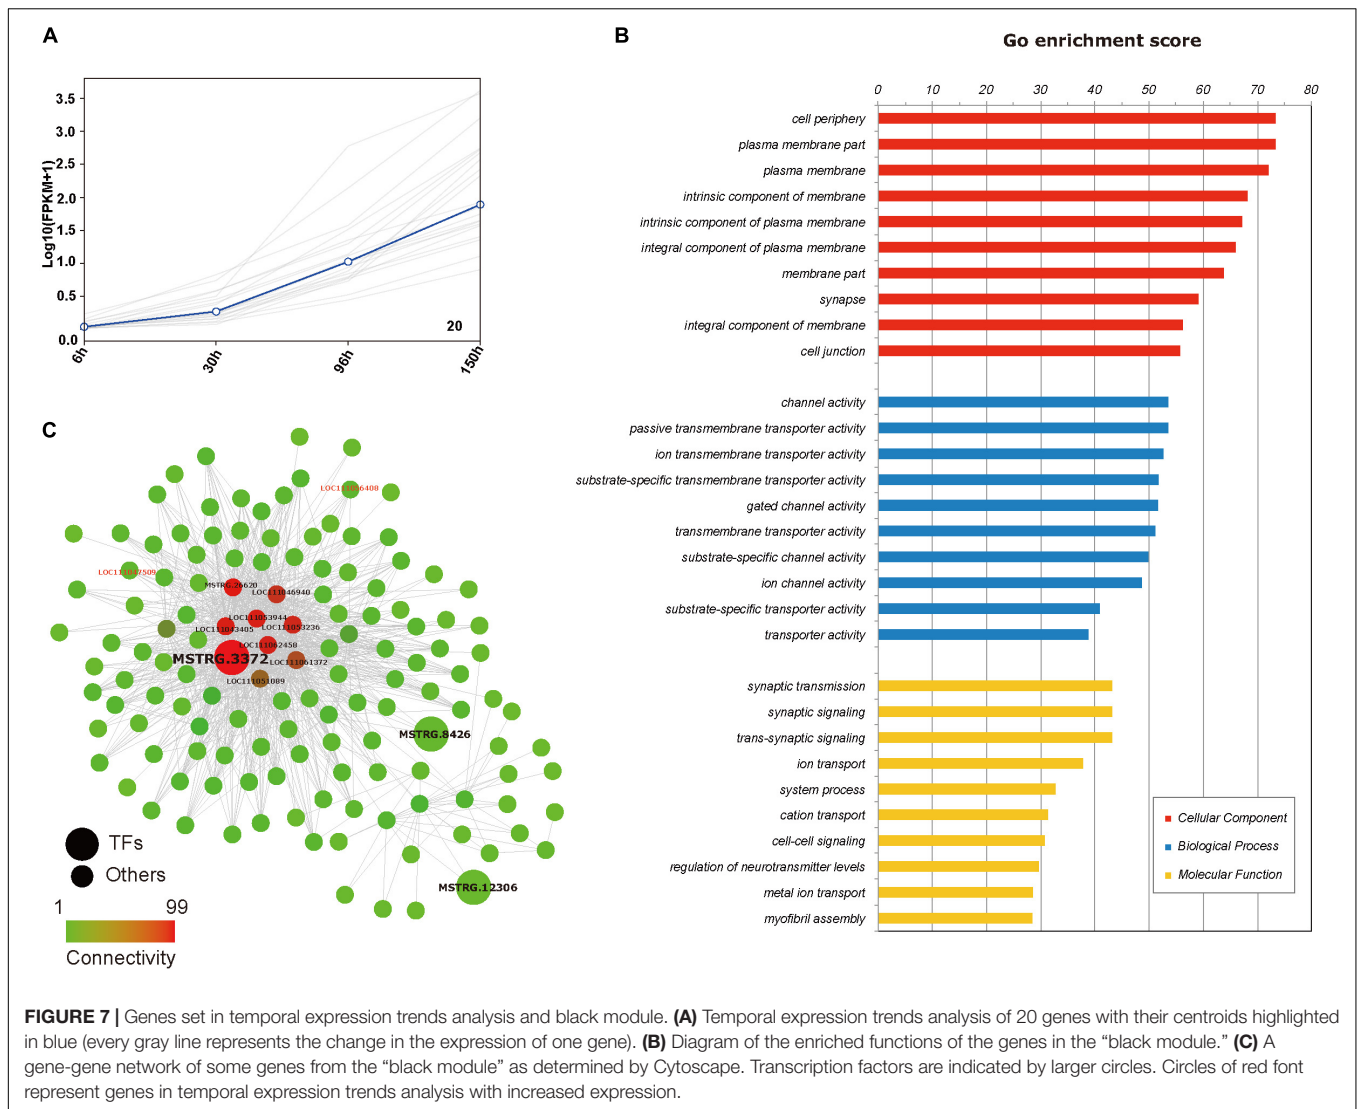 A
3.5
3.0
2.5
2.0
1.5
1.0
0.5
0.0
Log10(FPKM+1)
20
6h
30h
96h
150h
B
Go enrichment score
0 10 20 30 40 50 60 70 80
cell periphery
plasma membrane part
plasma membrane
intrinsic component of membrane
intrinsic component of plasma membrane
integral component of plasma membrane
membrane part
synapse
integral component of membrane
cell junction
channel activity
passive transmembrane transporter activity
ion transmembrane transporter activity
substrate-specific transmembrane transporter activity
gated channel activity
transmembrane transporter activity
substrate-specific channel activity
ion channel activity
substrate-specific transporter activity
transporter activity
synaptic transmission
synaptic signaling
trans-synaptic signaling
ion transport
system process
cation transport
cell-cell signaling
regulation of neurotransmitter levels
metal ion transport
myofibril assembly
Cellular Component
Biological Process
Molecular Function
C
LOC111047509
MSTRG.26620
LOC111046940
LOC111053944
LOC111043405
LOC111053236
LOC111062458
MSTRG.3372
LOC111061372
LOC111051089
MSTRG.8426
MSTRG.12306
TFs
Others
1 99
Connectivity
FIGURE 7 | Genes set in temporal expression trends analysis and black module. (A) Temporal expression trends analysis of 20 genes with their centroids highlighted
in blue (every gray line represents the change in the expression of one gene). (B) Diagram of the enriched functions of the genes in the “black module.” (C) A
gene-gene network of some genes from the “black module” as determined by Cytoscape. Transcription factors are indicated by larger circles. Circles of red font
represent genes in temporal expression trends analysis with increased expression.